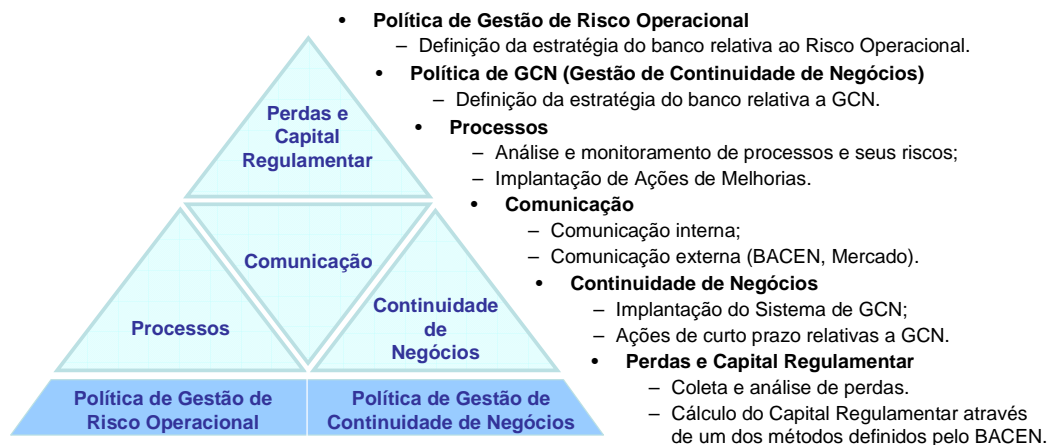 • Política de Gestão de Risco Operacional
– Definição da estratégia do banco relativa ao Risco Operacional.
• Política de GCN (Gestão de Continuidade de Negócios)
– Definição da estratégia do banco relativa a GCN.
• Processos
– Análise e monitoramento de processos e seus riscos;
– Implantação de Ações de Melhorias.
• Comunicação
– Comunicação interna;
– Comunicação externa (BACEN, Mercado).
• Continuidade de Negócios
– Implantação do Sistema de GCN;
– Ações de curto prazo relativas a GCN.
• Perdas e Capital Regulamentar
– Coleta e análise de perdas.
– Cálculo do Capital Regulamentar através
de um dos métodos definidos pelo BACEN.
Perdas e
Capital
Regulamentar
Comunicação
Processos
Continuidade
de
Negócios
Política de Gestão de
Risco Operacional
Política de Gestão de
Continuidade de Negócios